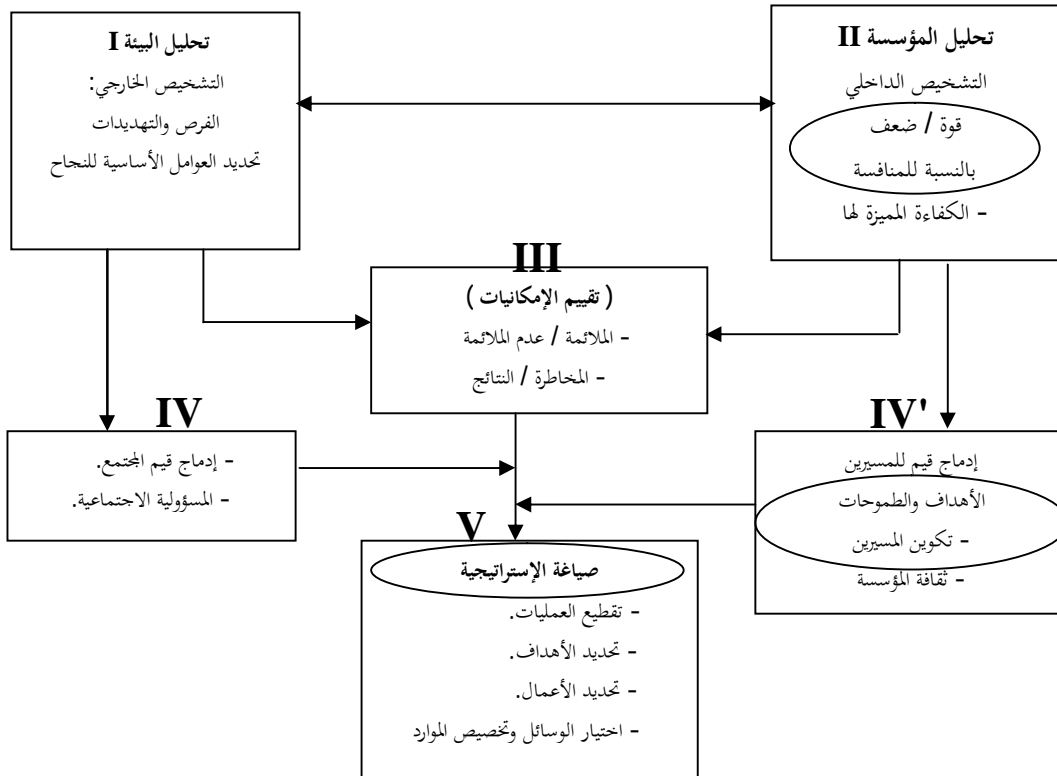 تحليل المؤسسة II
التشخيص الداخلي
قوة / ضعف
بالنسبة للمنافسة
- الكفاءة المميزة لها
تحليل البيئة I
التشخيص الخارجي:
الفرص والتهديدات
تحديد العوامل الأساسية للنجاح
III
( تقييم الإمكانيات )
- الملائمة / عدم الملائمة
- المخاطرة / النتائج
IV'
إدماج قيم للمسيرين
الأهداف والطموحات
- تكوين المسيرين
- ثقافة المؤسسة
IV
- إدماج قيم المجتمع.
- المسؤولية الاجتماعية.
V
صياغة الإستراتيجية
- تقطيع العمليات.
- تحديد الأهداف.
- تحديد الأعمال.
- اختيار الوسائل وتخصيص الموارد